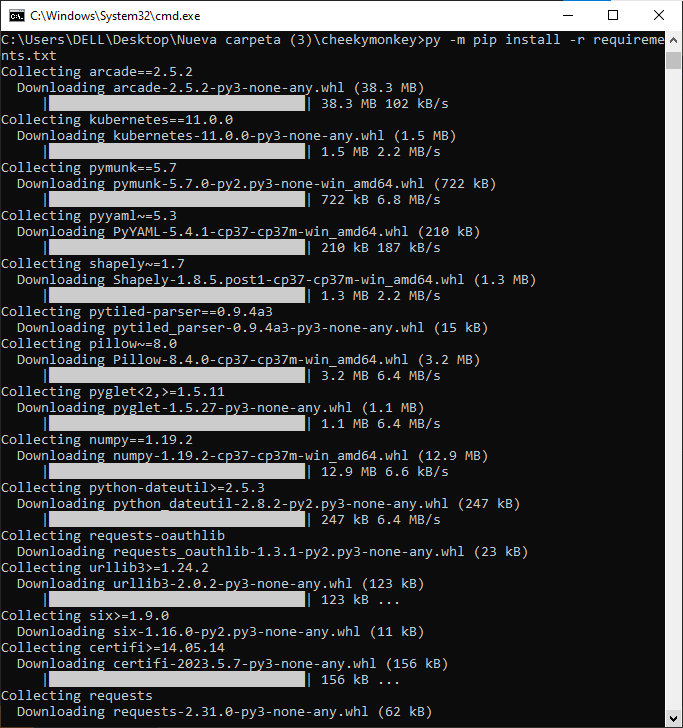 C:\Windows\System32\cmd.exe
C:\Users\DELL\Desktop\Nueva carpeta (3)\cheekymonkey>py -m pip install -r requireme
nts.txt
Collecting arcade==2.5.2
  Downloading arcade-2.5.2-py3-none-any.whl (38.3 MB)
     |████████████████████████████████| 38.3 MB 102 kB/s
Collecting kubernetes==11.0.0
  Downloading kubernetes-11.0.0-py3-none-any.whl (1.5 MB)
     |████████████████████████████████| 1.5 MB 2.2 MB/s
Collecting pymunk==5.7
  Downloading pymunk-5.7.0-py2.py3-none-win_amd64.whl (722 kB)
     |████████████████████████████████| 722 kB 6.8 MB/s
Collecting pyyaml~=5.3
  Downloading PyYAML-5.4.1-cp37-cp37m-win_amd64.whl (210 kB)
     |████████████████████████████████| 210 kB 187 kB/s
Collecting shapely~=1.7
  Downloading Shapely-1.8.5.post1-cp37-cp37m-win_amd64.whl (1.3 MB)
     |████████████████████████████████| 1.3 MB 2.2 MB/s
Collecting pytiled-parser==0.9.4a3
  Downloading pytiled_parser-0.9.4a3-py3-none-any.whl (15 kB)
Collecting pillow~=8.0
  Downloading Pillow-8.4.0-cp37-cp37m-win_amd64.whl (3.2 MB)
     |████████████████████████████████| 3.2 MB 6.4 MB/s
Collecting pyglet<2,>=1.5.11
  Downloading pyglet-1.5.27-py3-none-any.whl (1.1 MB)
     |████████████████████████████████| 1.1 MB 6.4 MB/s
Collecting numpy==1.19.2
  Downloading numpy-1.19.2-cp37-cp37m-win_amd64.whl (12.9 MB)
     |████████████████████████████████| 12.9 MB 6.6 kB/s
Collecting python-dateutil>=2.5.3
  Downloading python_dateutil-2.8.2-py2.py3-none-any.whl (247 kB)
     |████████████████████████████████| 247 kB 6.4 MB/s
Collecting requests-oauthlib
  Downloading requests_oauthlib-1.3.1-py2.py3-none-any.whl (23 kB)
Collecting urllib3>=1.24.2
  Downloading urllib3-2.0.2-py3-none-any.whl (123 kB)
     |████████████████████████████████| 123 kB ...
Collecting six>=1.9.0
  Downloading six-1.16.0-py2.py3-none-any.whl (11 kB)
Collecting certifi>=14.05.14
  Downloading certifi-2023.5.7-py3-none-any.whl (156 kB)
     |████████████████████████████████| 156 kB ...
Collecting requests
  Downloading requests-2.31.0-py3-none-any.whl (62 kB)